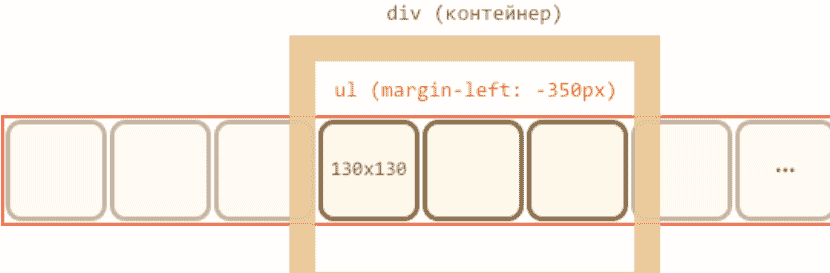 div (контейнер)
ul (margin-left: -350px)
130x130
...